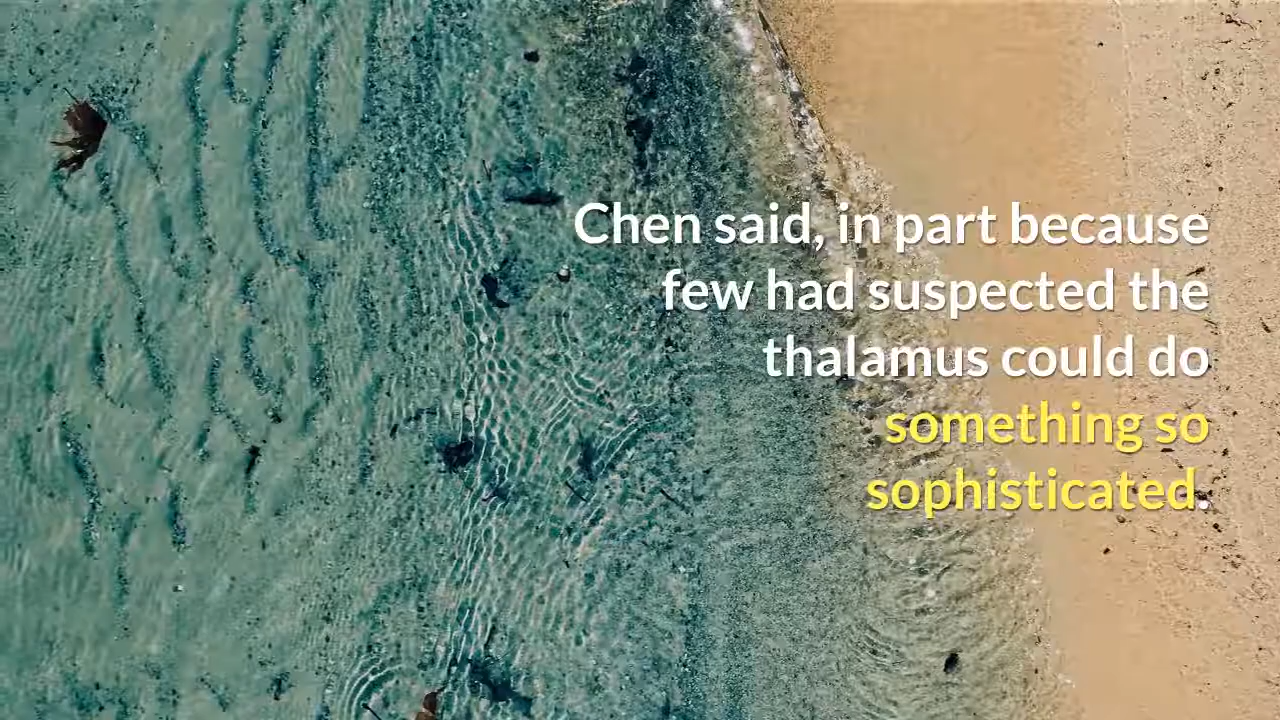 Chen said, in part because
few had suspected the
thalamus could do
something so
sophisticated.